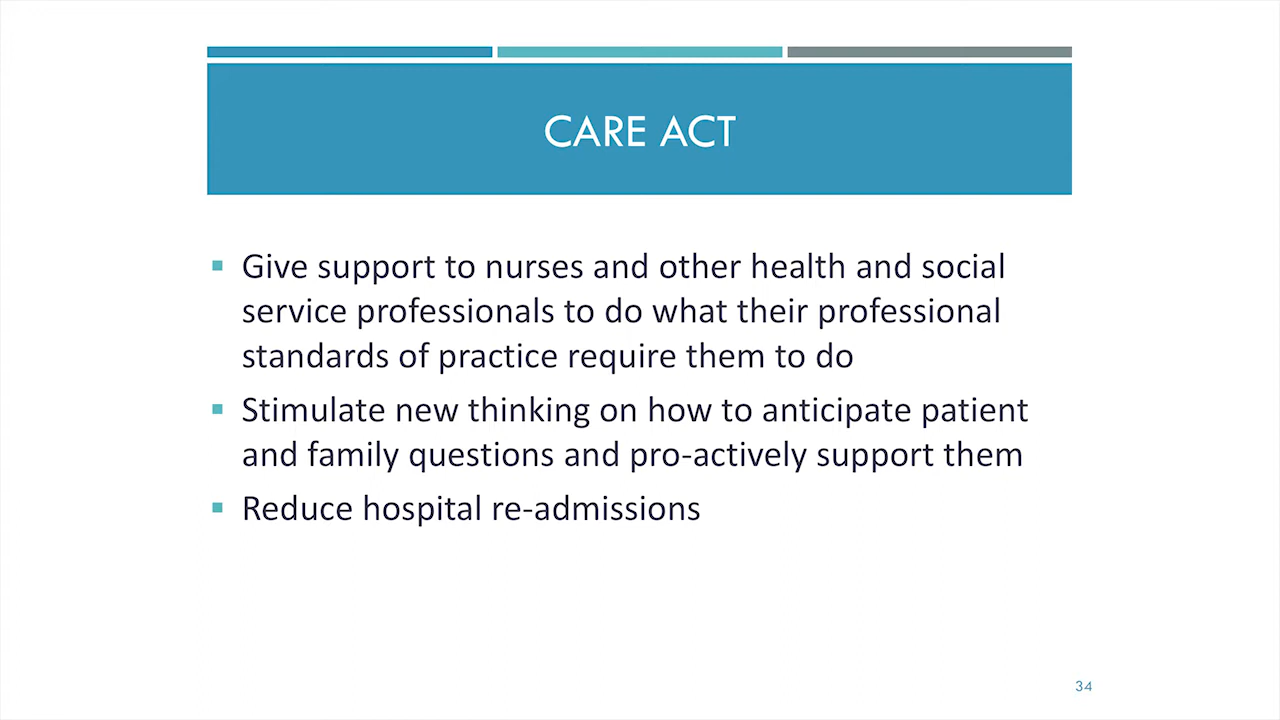 CARE ACT
▪ Give support to nurses and other health and social
service professionals to do what their professional
standards of practice require them to do
▪ Stimulate new thinking on how to anticipate patient
and family questions and pro-actively support them
▪ Reduce hospital re-admissions
34